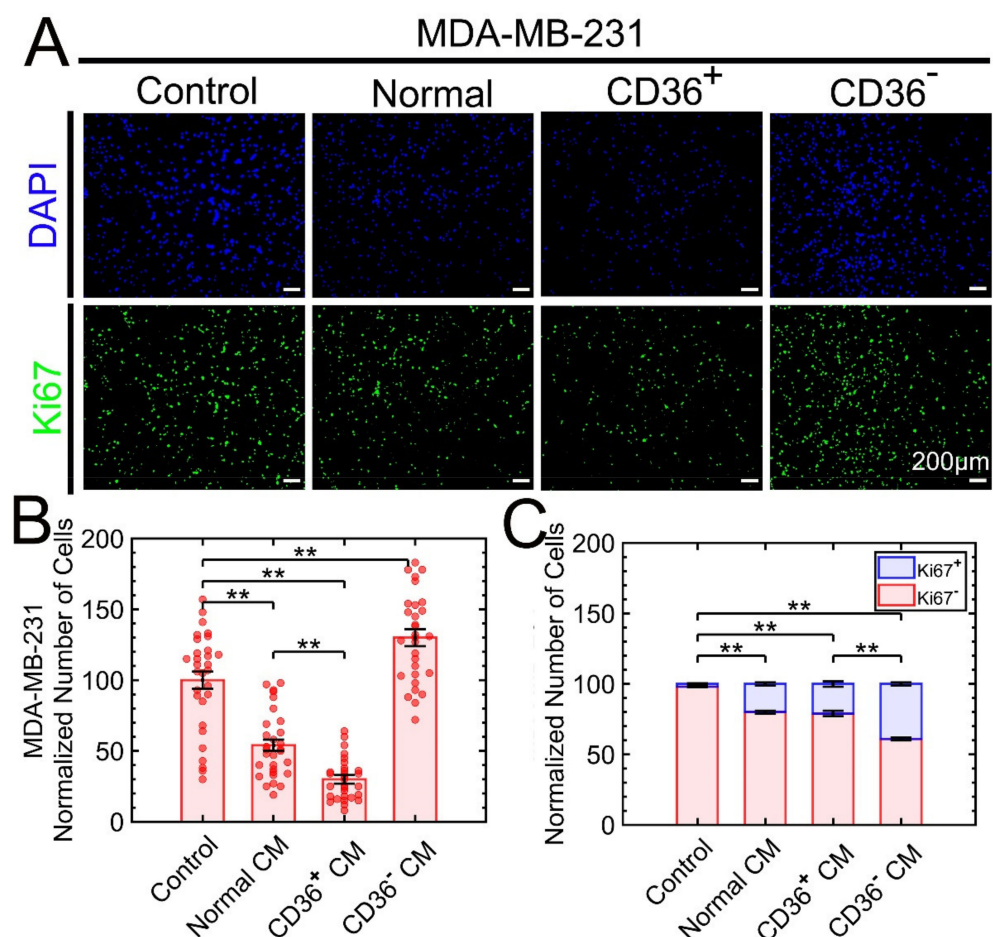 A
MDA-MB-231
Control Normal CD36⁺ CD36⁻
DAPI
Ki67
200μm
B
MDA-MB-231
Normalized Number of Cells
200
150
100
50
0
**
**
**
**
Control
Normal CM
CD36⁺ CM
CD36⁻ CM
C
Normalized Number of Cells
200
150
100
50
0
Ki67⁺
Ki67⁻
**
**
**
**
Control
Normal CM
CD36⁺ CM
CD36⁻ CM